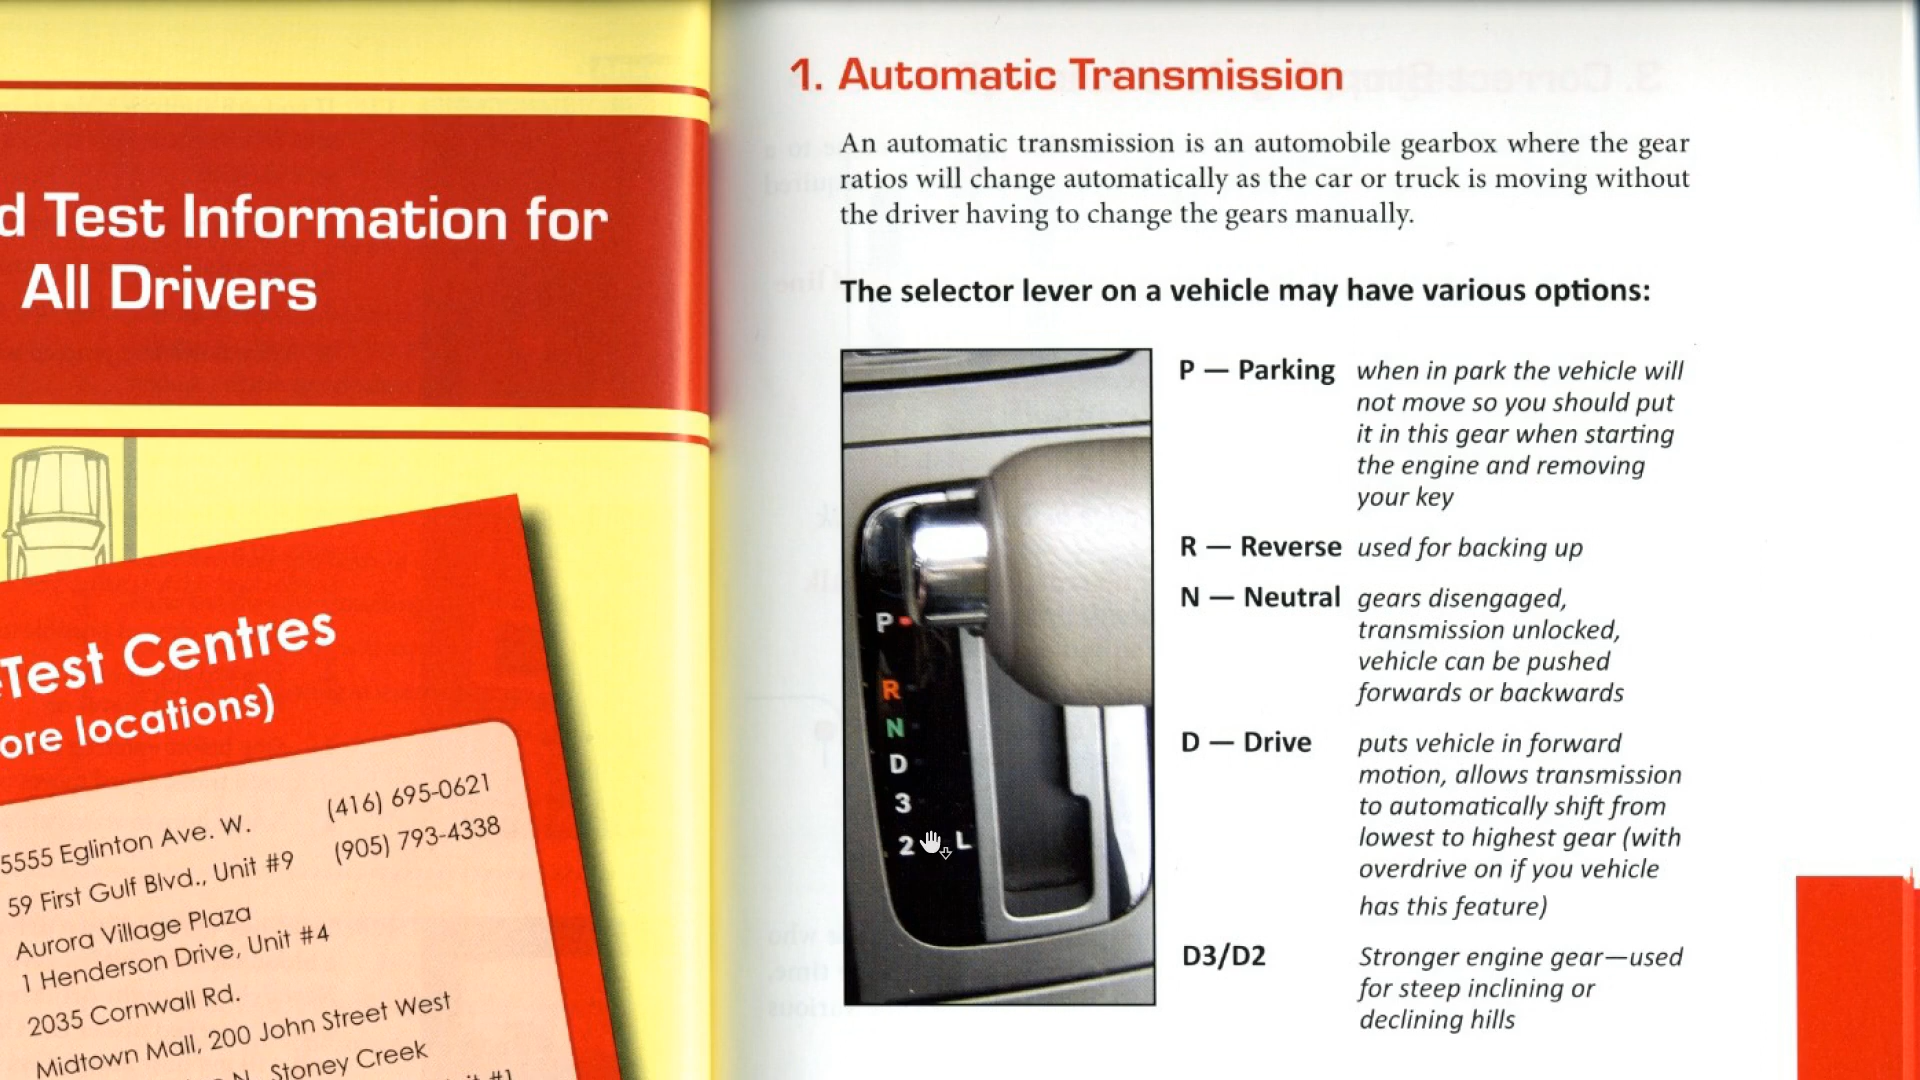 d Test Information for
All Drivers
Test Centres
ore locations)
5555 Eglinton Ave. W. (416) 695-0621
59 First Gulf Blvd., Unit #9 (905) 793-4338
Aurora Village Plaza
1 Henderson Drive, Unit #4
2035 Cornwall Rd.
Midtown Mall, 200 John Street West
N., Stoney Creek
#1
1. Automatic Transmission
An automatic transmission is an automobile gearbox where the gear
ratios will change automatically as the car or truck is moving without
the driver having to change the gears manually.
The selector lever on a vehicle may have various options:
P
R
N
D
3
2 L
P — Parking when in park the vehicle will
not move so you should put
it in this gear when starting
the engine and removing
your key
R — Reverse used for backing up
N — Neutral gears disengaged,
transmission unlocked,
vehicle can be pushed
forwards or backwards
D — Drive puts vehicle in forward
motion, allows transmission
to automatically shift from
lowest to highest gear (with
overdrive on if you vehicle
has this feature)
D3/D2 Stronger engine gear—used
for steep inclining or
declining hills